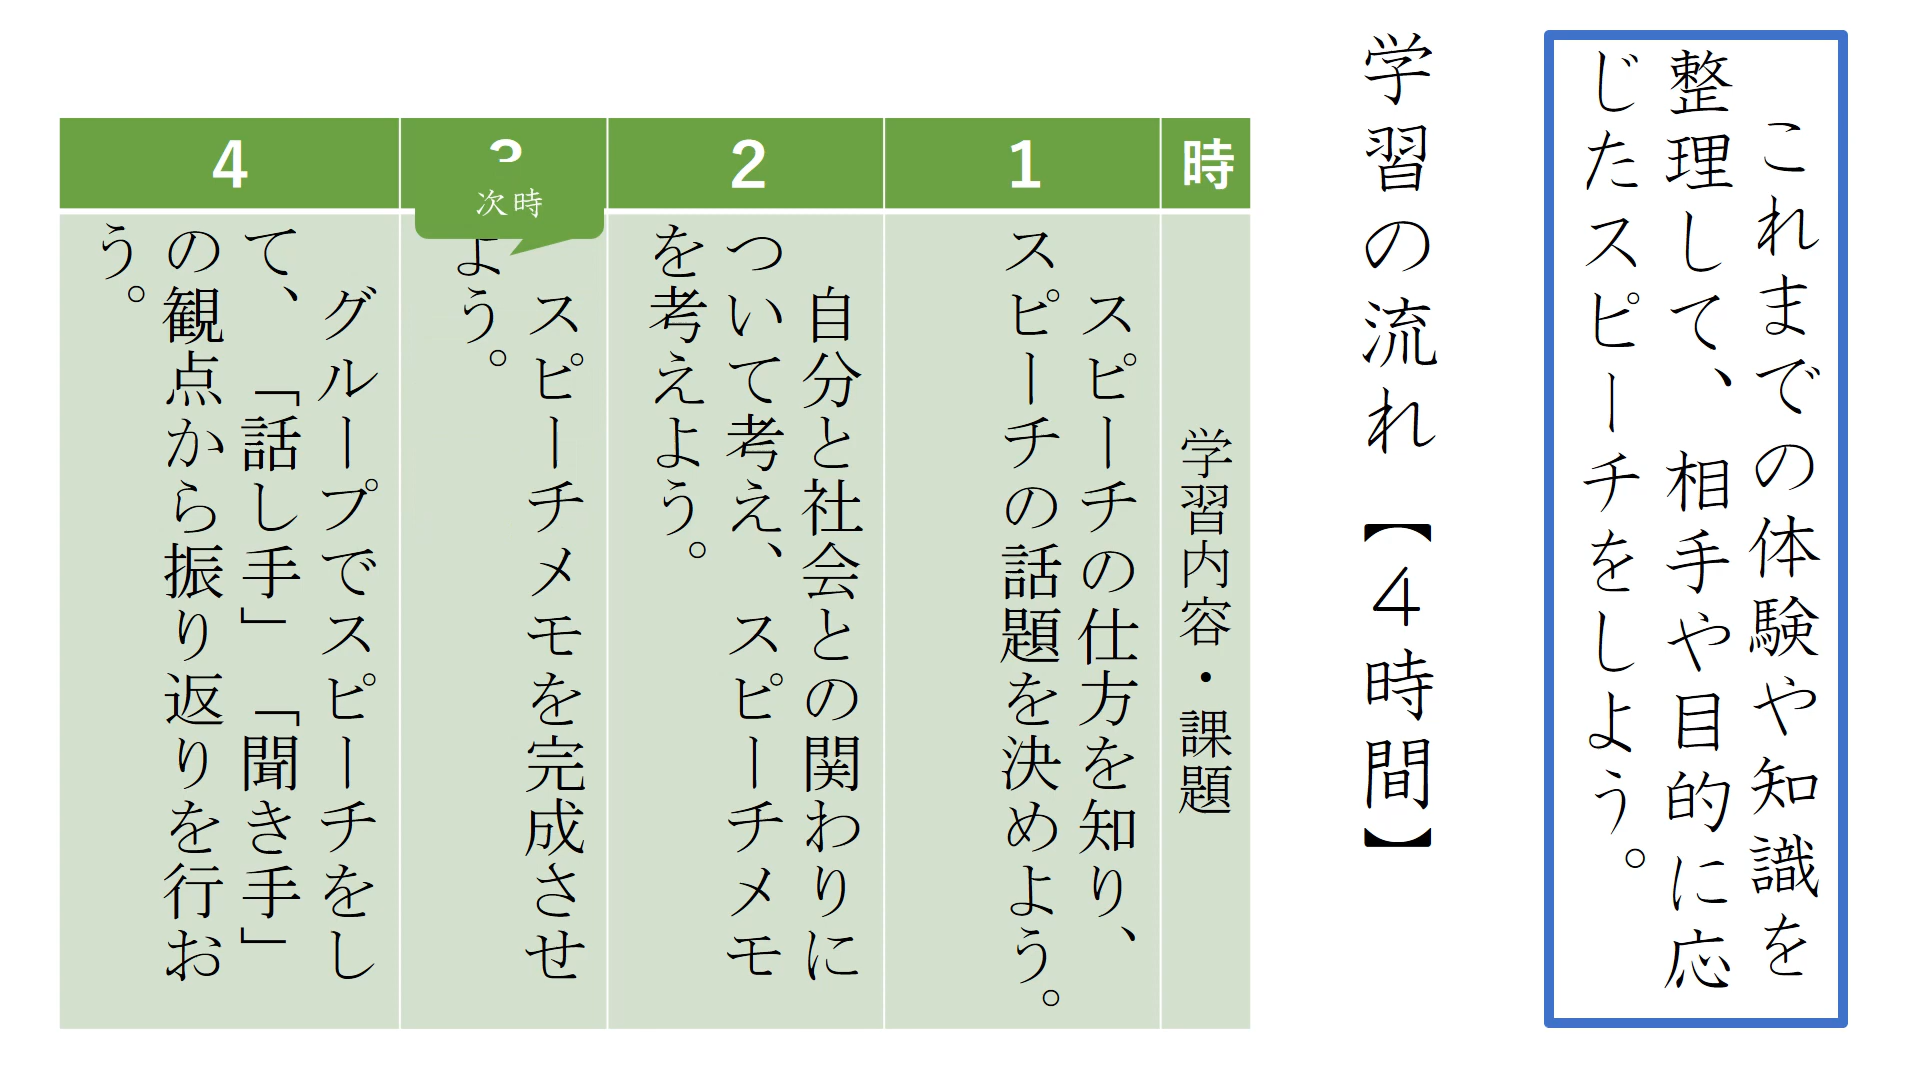 これまでの体験や知識を
整理して、相手や目的に応
じたスピーチをしよう。
学習の流れ【４時間】
時
学習内容・課題
1
スピーチの仕方を知り、
スピーチの話題を決めよう。
2
自分と社会との関わりに
ついて考え、スピーチメモ
を考えよう。
3
次時
スピーチメモを完成させ
よう。
4
グループでスピーチをし
て、「話し手」「聞き手」
の観点から振り返りを行お
う。